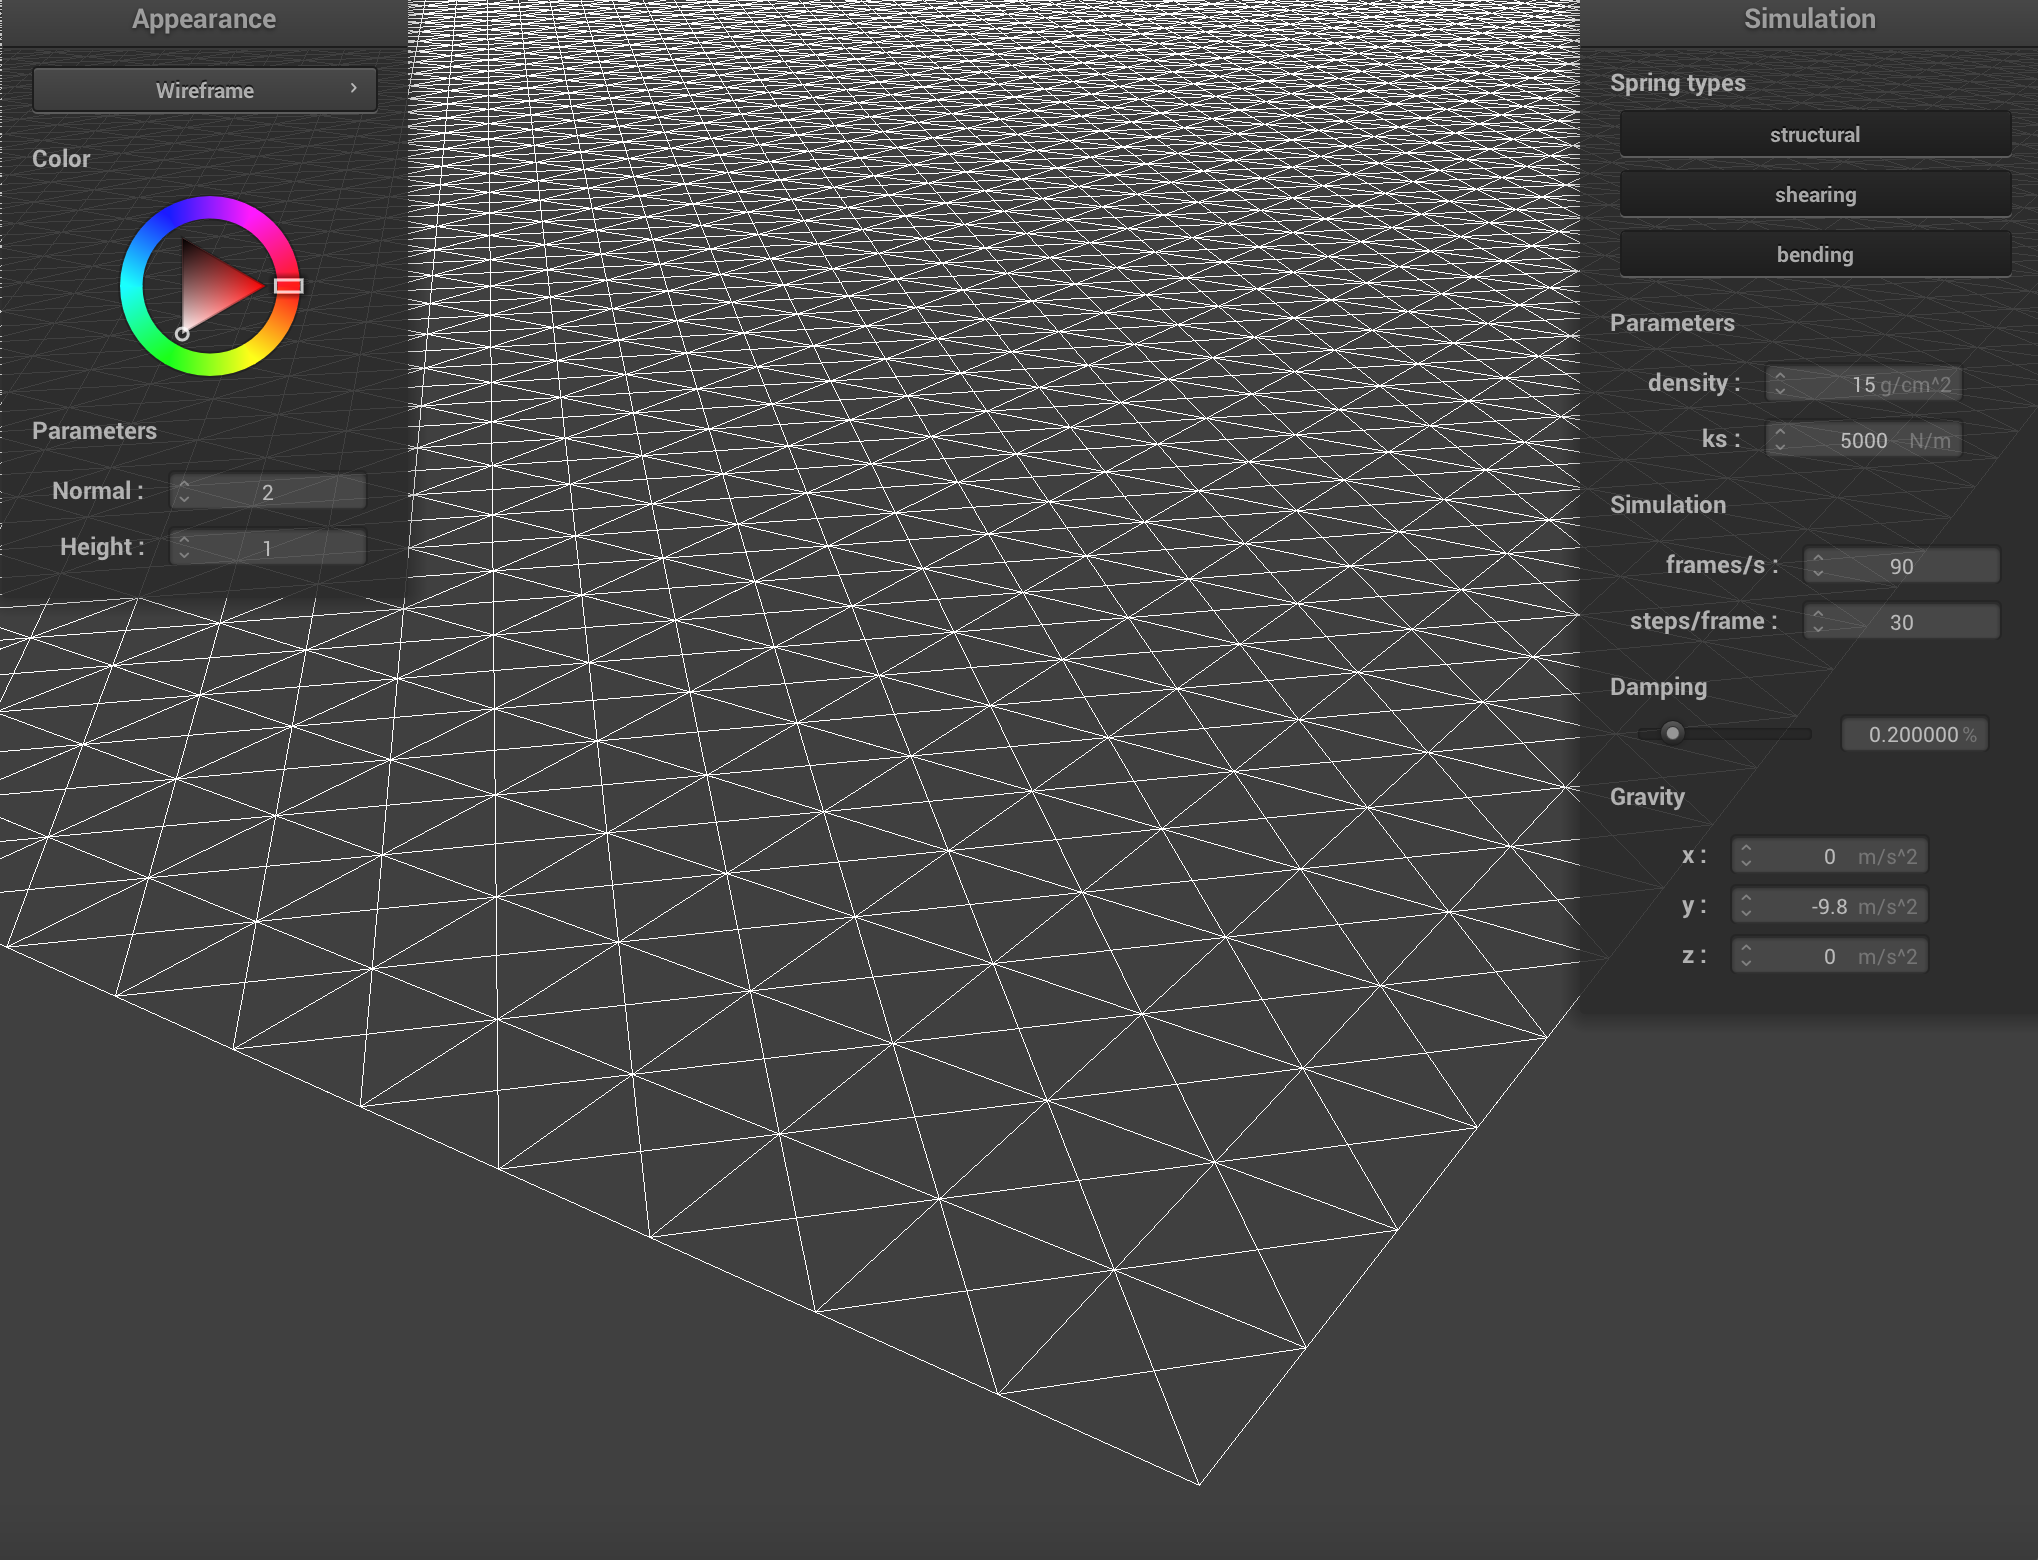 Appearance
Wireframe
Color
Parameters
Normal : 2
Height : 1
Simulation
Spring types
structural
shearing
bending
Parameters
density : 15 g/cm^2
ks : 5000 N/m
Simulation
frames/s : 90
steps/frame : 30
Damping
0.200000 %
Gravity
x : 0 m/s^2
y : -9.8 m/s^2
z : 0 m/s^2